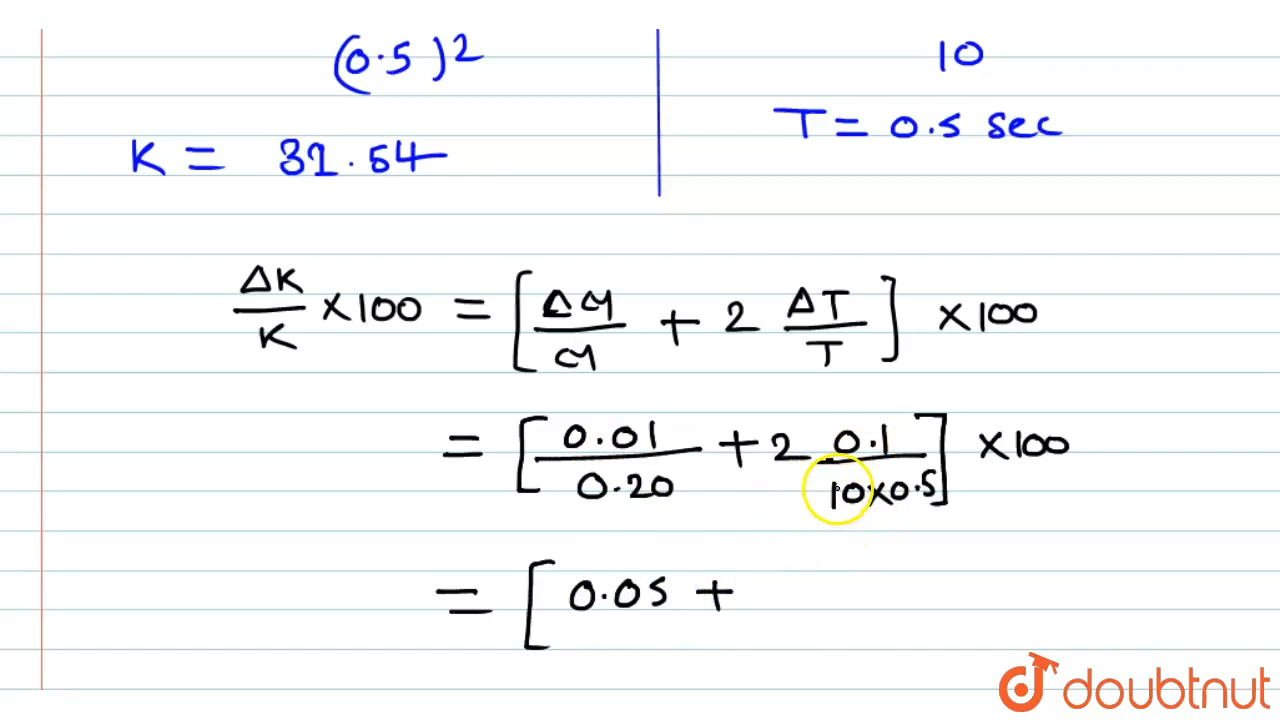 (0.5)2
K = 31.54
10
T = 0.5 sec
ΔK/K ×100 = [ΔM/M + 2 ΔT/T] ×100
= [0.01/0.20 + 2 0.1/10×0.5] ×100
= [0.05 +
doubtnut